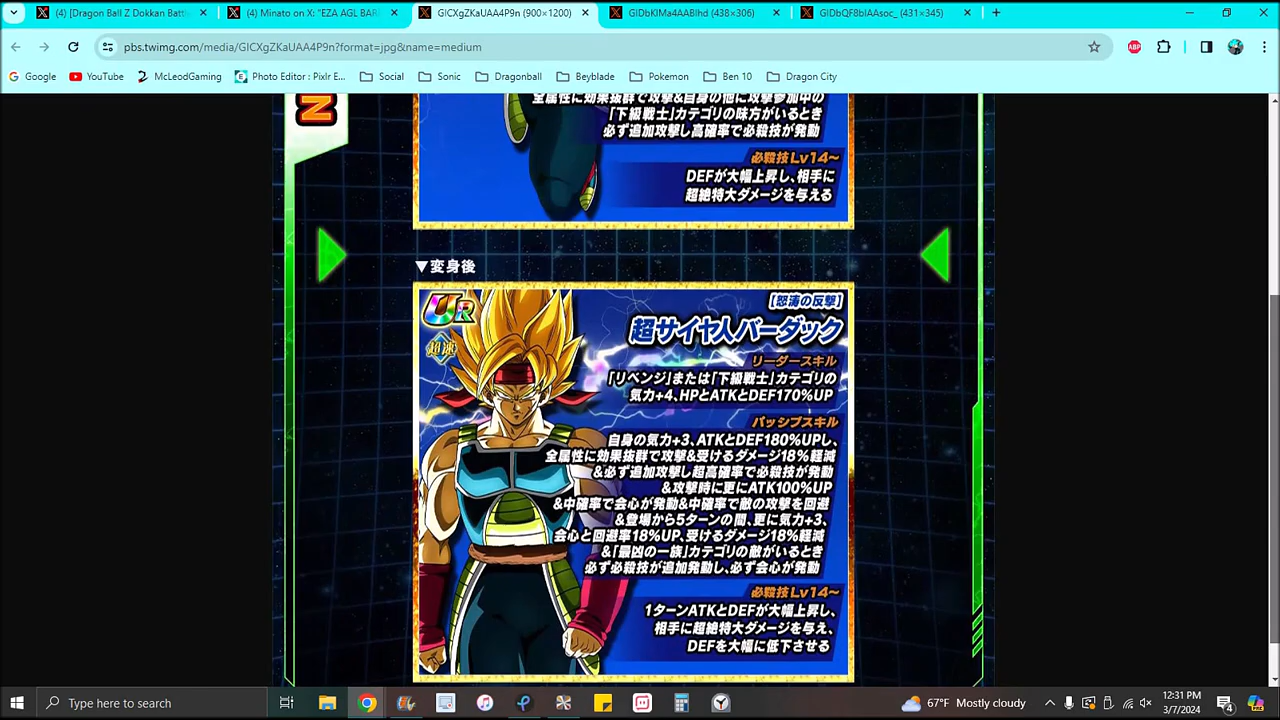 (4) [Dragon Ball Z Dokkan Battl
(4) Minato on X: "EZA AGL BAR
GlCXgZKaUAA4P9n (900×1200)
GlDbKlMa4AABlhd (438×306)
GlDbQF8bIAAsoc_ (431×345)
pbs.twimg.com/media/GlCXgZKaUAA4P9n?format=jpg&name=medium
ABP
Google
YouTube
McLeodGaming
Photo Editor : Pixlr E...
Social
Sonic
Dragonball
Beyblade
Pokemon
Ben 10
Dragon City
N
全属性に効果抜群で攻撃&自身の他に攻撃参加中の
「下級戦士」カテゴリの味方がいるとき
必ず追加攻撃し高確率で必殺技が発動
必殺技Lv14~
DEFが大幅上昇し、相手に
超絶特大ダメージを与える
▼変身後
UR
超速
[怒涛の反撃]
超サイヤ人バーダック
リーダースキル
「リベンジ」または「下級戦士」カテゴリの
気力+4、HPとATKとDEF170%UP
パッシブスキル
自身の気力+3、ATKとDEF180%UPし、
全属性に効果抜群で攻撃&受けるダメージ18%軽減
&必ず追加攻撃し超高確率で必殺技が発動
&攻撃時に更にATK100%UP
&中確率で会心が発動&中確率で敵の攻撃を回避
&登場から5ターンの間、更に気力+3、
会心と回避率18%UP、受けるダメージ18%軽減
&「最凶の一族」カテゴリの敵がいるとき
必ず必殺技が追加発動し、必ず会心が発動
必殺技Lv14~
1ターンATKとDEFが大幅上昇し、
相手に超絶特大ダメージを与え、
DEFを大幅に低下させる
Type here to search
67°F Mostly cloudy
12:31 PM
3/7/2024
4